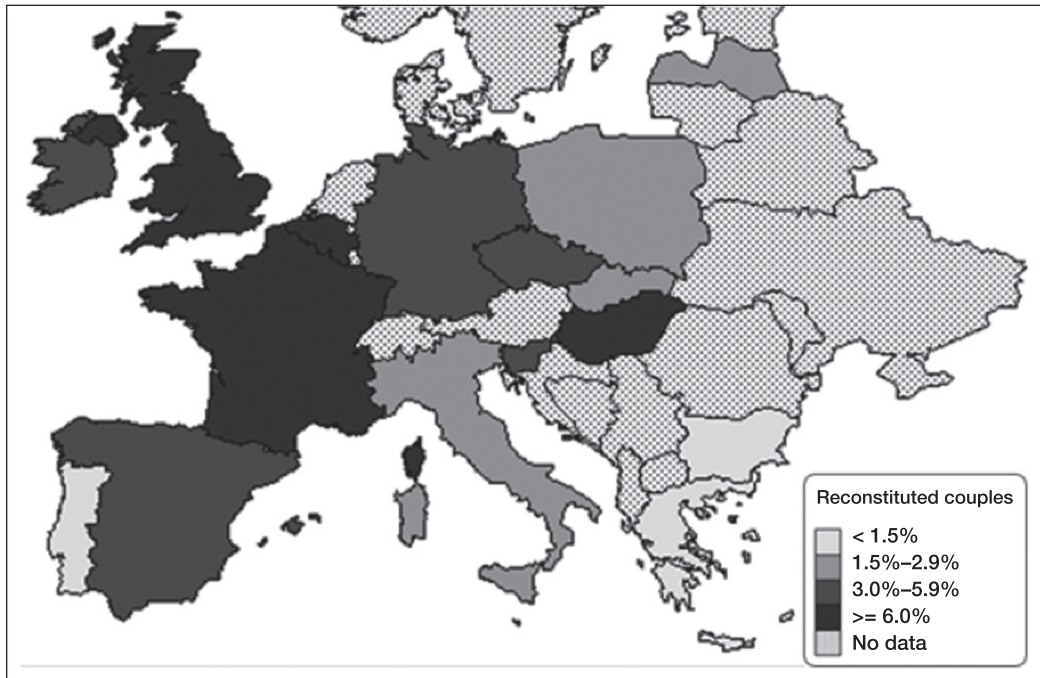 Reconstituted couples
< 1.5%
1.5%–2.9%
3.0%–5.9%
>= 6.0%
No data